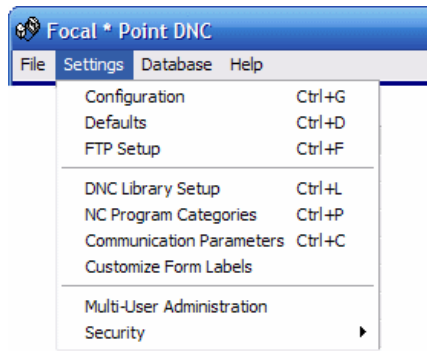 Focal * Point DNC
File Settings Database Help
Configuration Ctrl+G
Defaults Ctrl+D
FTP Setup Ctrl+F
DNC Library Setup Ctrl+L
NC Program Categories Ctrl+P
Communication Parameters Ctrl+C
Customize Form Labels
Multi-User Administration
Security